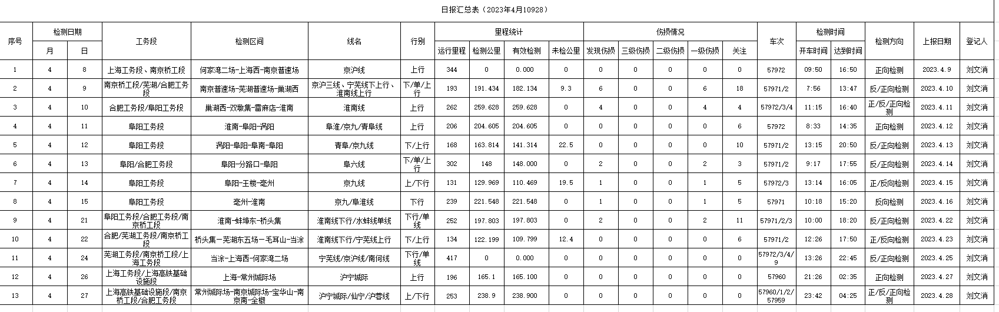 日报汇总表（2023年4月10928）
序号 检测日期 工务段 检测区间 线名 行别 里程统计 伤损情况 车次 检测时间 检测方向 上报日期 登记人
月 日 运行里程 检测公里 有效检测 未检公里 发现伤损 三级伤损 二级伤损 一级伤损 关注 开车时间 达到时间
1 4 8 上海工务段、南京桥工段 何家湾二场-上海西-南京普速场 京沪线 上行 344 0 0.000 0 0 0 0 0 0 57972 09:50 16:50 正向检测 2023.4.9 刘文消
2 4 9 南京桥工段/芜湖/合肥工务段 南京普速场-芜湖普速场-巢湖西 京沪三线、宁芜线下上行、淮南线上行 下/单/上行 193 191.434 182.134 9.3 6 0 0 6 18 57971/2 7:56 13:47 反/正向检测 2023.4.10 刘文消
3 4 10 合肥工务段/阜阳工务段 巢湖西-双墩集-雷麻店-淮南 淮南线 上行 262 259.628 259.628 0 4 0 0 4 4 57972/3/4 11:15 16:40 正/反/正向检测 2023.4.11 刘文消
4 4 11 阜阳工务段 淮南-阜阳-涡阳 阜淮/京九/青阜线 上行 206 204.605 204.605 0 0 0 0 0 6 57972 8:33 14:35 正向检测 2023.4.12 刘文消
5 4 12 阜阳工务段 涡阳-阜阳-阜南-阜阳 青阜/京九线 下/上行 168 163.814 141.314 22.5 0 0 0 0 10 57971/2 13:15 20:50 反/正向检测 2023.4.13 刘文消
6 4 13 阜阳/合肥工务段 阜阳-分路口-阜阳 阜六线 下/单/上行 302 148 148.000 0 2 0 0 2 3 57971/2 9:17 17:55 反/正向检测 2023.4.14 刘文消
7 4 14 阜阳工务段 阜阳-王楼-亳州 京九线 上/下行 131 129.969 110.469 19.5 1 0 0 1 5 57972/3 13:14 16:05 正/反向检测 2023.4.15 刘文消
8 4 15 阜阳工务段 亳州-淮南 京九/阜淮线 下行 239 221.548 221.548 0 1 0 0 1 5 57971 10:18 15:20 反向检测 2023.4.16 刘文消
9 4 21 阜阳工务段/合肥工务段/南京桥工段 淮南-蚌埠东-桥头集 淮南线下行/水蚌线单线 下行/单线 252 197.803 197.803 0 2 0 0 2 11 57971/2/3 10:00 18:20 反/正向检测 2023.4.22 刘文消
10 4 22 合肥/芜湖工务段/南京桥工段 桥头集—芜湖东五场—毛耳山-当涂 淮南线下行/宁芜线上行 下/上行 134 122.199 109.799 12.4 0 0 0 0 6 57971/2 12:26 17:50 正/反向检测 2023.4.23 刘文消
11 4 24 芜湖工务段/南京桥工段/上海工务段 当涂-上海西-何家湾二场 宁芜线/京沪线/南何线 下行/单线 417 0 0.000 0 0 0 0 0 0 57972/3/4/9 13:26 22:45 反/正向检测 2023.4.25 刘文消
12 4 26 上海工务段/上海高铁基础设施段 上海-常州城际场 沪宁城际 上行 196 165.1 165.100 0 0 0 0 0 0 57960 21:26 02:35 正向检测 2023.4.27 刘文消
13 4 27 上海高铁基础设施段/南京桥工段/合肥工务段 常州城际场-南京城际场-宝华山-南京南-全椒 沪宁城际/仙宁/沪蓉线 上/下行 253 238.9 238.900 0 0 0 0 0 0 57960/1/2/57959 23:42 04:25 正/反/正向检测 2023.4.28 刘文消